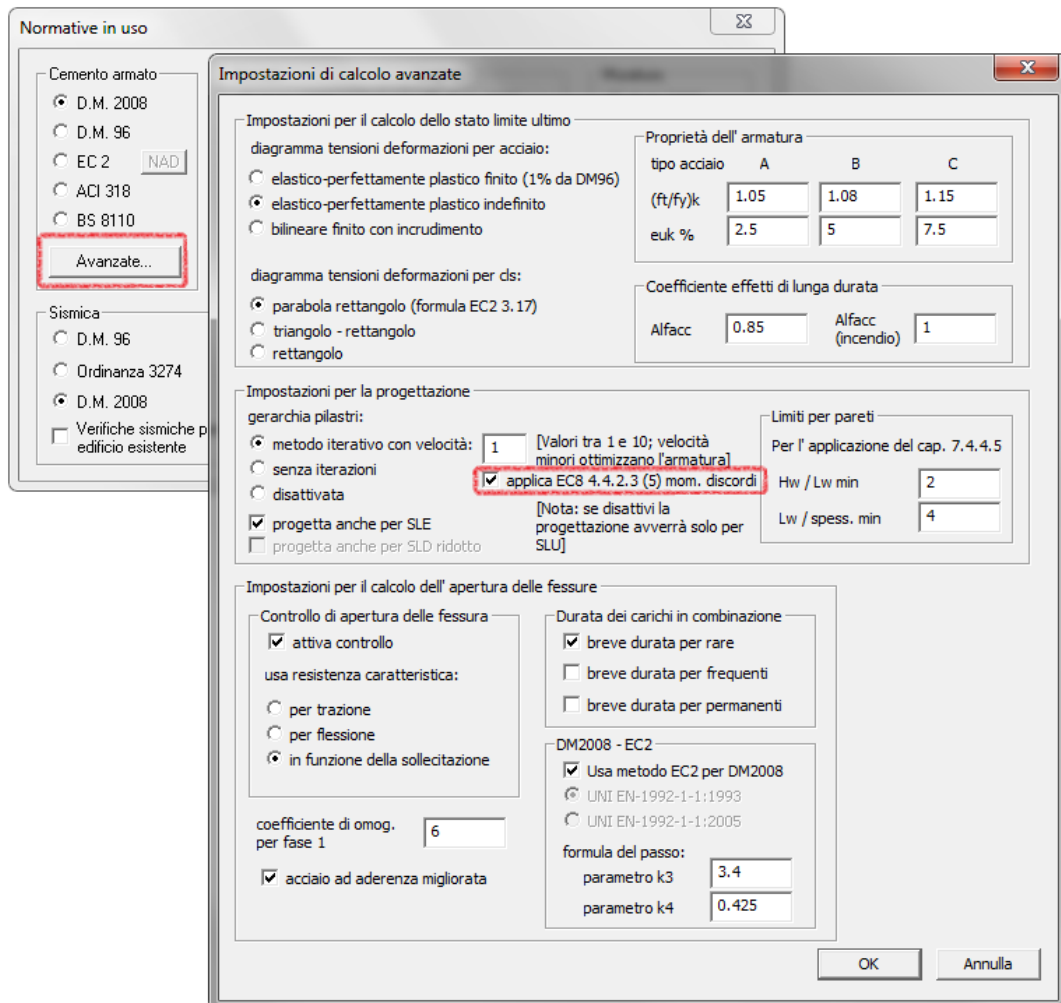 Normative in uso
Cemento armato
D.M. 2008
D.M. 96
EC 2 NAD
ACI 318
BS 8110
Avanzate...
Sismica
D.M. 96
Ordinanza 3274
D.M. 2008
Verifiche sismiche p
edificio esistente
Impostazioni di calcolo avanzate
Impostazioni per il calcolo dello stato limite ultimo
diagramma tensioni deformazioni per acciaio:
elastico-perfettamente plastico finito (1% da DM96)
elastico-perfettamente plastico indefinito
bilineare finito con incrudimento
diagramma tensioni deformazioni per cls:
parabola rettangolo (formula EC2 3.17)
triangolo - rettangolo
rettangolo
Proprietà dell' armatura
tipo acciaio A B C
(ft/fy)k 1.05 1.08 1.15
euk % 2.5 5 7.5
Coefficiente effetti di lunga durata
Alfacc 0.85 Alfacc
(incendio) 1
Impostazioni per la progettazione
gerarchia pilastri:
metodo iterativo con velocità: 1
senza iterazioni
disattivata
[Valori tra 1 e 10; velocità
minori ottimizzano l'armatura]
applica EC8 4.4.2.3 (5) mom. discordi
[Nota: se disattivi la
progettazione avverrà solo per
SLU]
progetta anche per SLE
progetta anche per SLD ridotto
Limiti per pareti
Per l' applicazione del cap. 7.4.4.5
Hw / Lw min 2
Lw / spess. min 4
Impostazioni per il calcolo dell' apertura delle fessure
Controllo di apertura delle fessura
attiva controllo
usa resistenza caratteristica:
per trazione
per flessione
in funzione della sollecitazione
coefficiente di omog.
per fase 1 6
acciaio ad aderenza migliorata
Durata dei carichi in combinazione
breve durata per rare
breve durata per frequenti
breve durata per permanenti
DM2008 - EC2
Usa metodo EC2 per DM2008
UNI EN-1992-1-1:1993
UNI EN-1992-1-1:2005
formula del passo:
parametro k3 3.4
parametro k4 0.425
OK Annulla